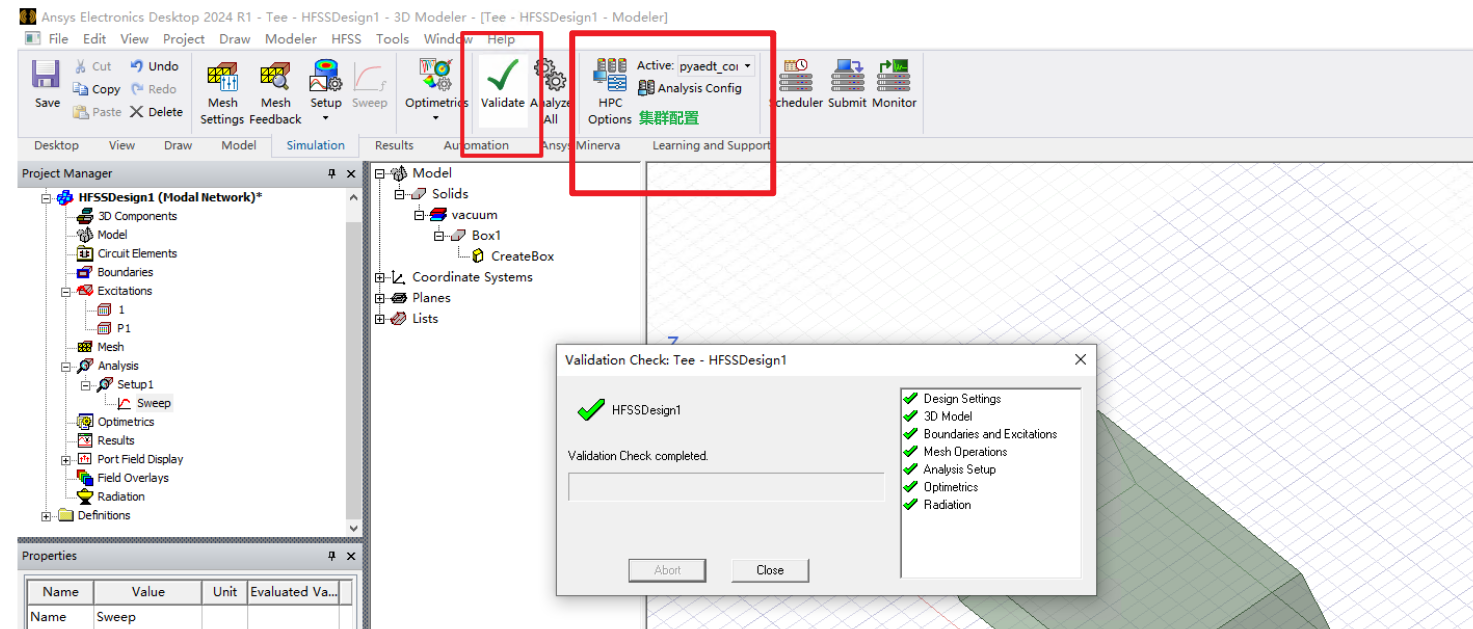 Ansys Electronics Desktop 2024 R1 - Tee - HFSSDesign1 - 3D Modeler - [Tee - HFSSDesign1 - Modeler]
File Edit View Project Draw Modeler HFSS Tools Window Help
Save
Cut Undo
Copy Redo
Paste Delete
Mesh Settings
Mesh Feedback
Setup
Sweep
Optimetrics
Validate
Analyze All
HPC Options
Active: pyaedt_co
Analysis Config
集群配置
Scheduler Submit Monitor
Desktop View Draw Model Simulation Results Automation Ansys Minerva Learning and Support
Project Manager
HFSSDesign1 (Modal Network)*
3D Components
Model
Circuit Elements
Boundaries
Excitations
1
P1
Mesh
Analysis
Setup1
Sweep
Optimetrics
Results
Port Field Display
Field Overlays
Radiation
Definitions
Properties
Name Value Unit Evaluated Va...
Name Sweep
Model
Solids
vacuum
Box1
CreateBox
Coordinate Systems
Planes
Lists
Z
Validation Check: Tee - HFSSDesign1
HFSSDesign1
Validation Check completed.
Abort Close
Design Settings
3D Model
Boundaries and Excitations
Mesh Operations
Analysis Setup
Optimetrics
Radiation